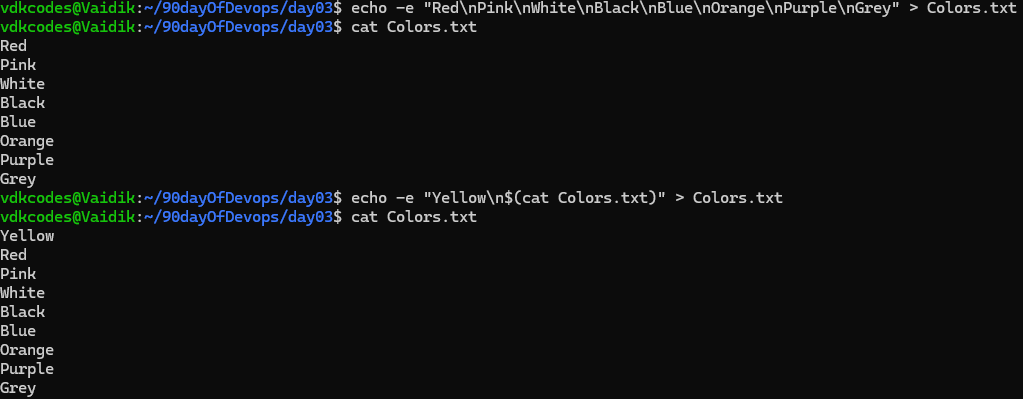 vdkcodes@Vaidik:~/90dayOfDevops/day03$ echo -e "Red\nPink\nWhite\nBlack\nBlue\nOrange\nPurple\nGrey" > Colors.txt
vdkcodes@Vaidik:~/90dayOfDevops/day03$ cat Colors.txt
Red
Pink
White
Black
Blue
Orange
Purple
Grey
vdkcodes@Vaidik:~/90dayOfDevops/day03$ echo -e "Yellow\n$(cat Colors.txt)" > Colors.txt
vdkcodes@Vaidik:~/90dayOfDevops/day03$ cat Colors.txt
Yellow
Red
Pink
White
Black
Blue
Orange
Purple
Grey